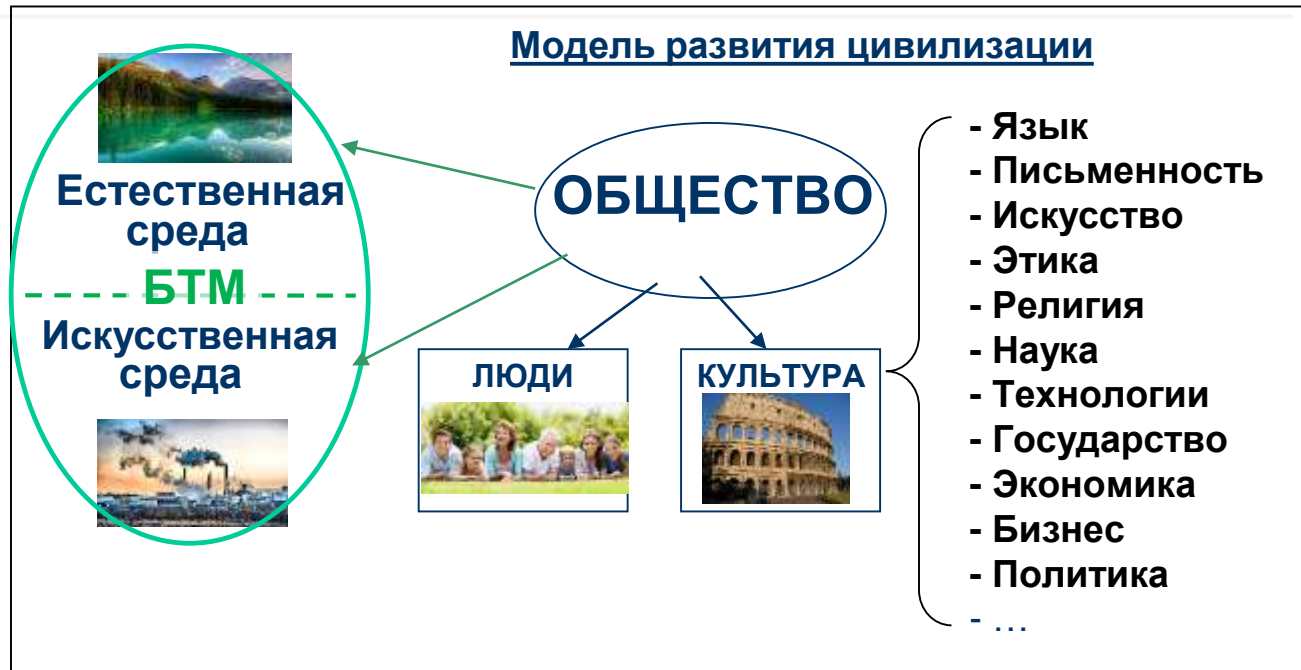 Модель развития цивилизации
Естественная
среда
БТМ
Искусственная
среда
ОБЩЕСТВО
ЛЮДИ
КУЛЬТУРА
- Язык
- Письменность
- Искусство
- Этика
- Религия
- Наука
- Технологии
- Государство
- Экономика
- Бизнес
- Политика
- ...